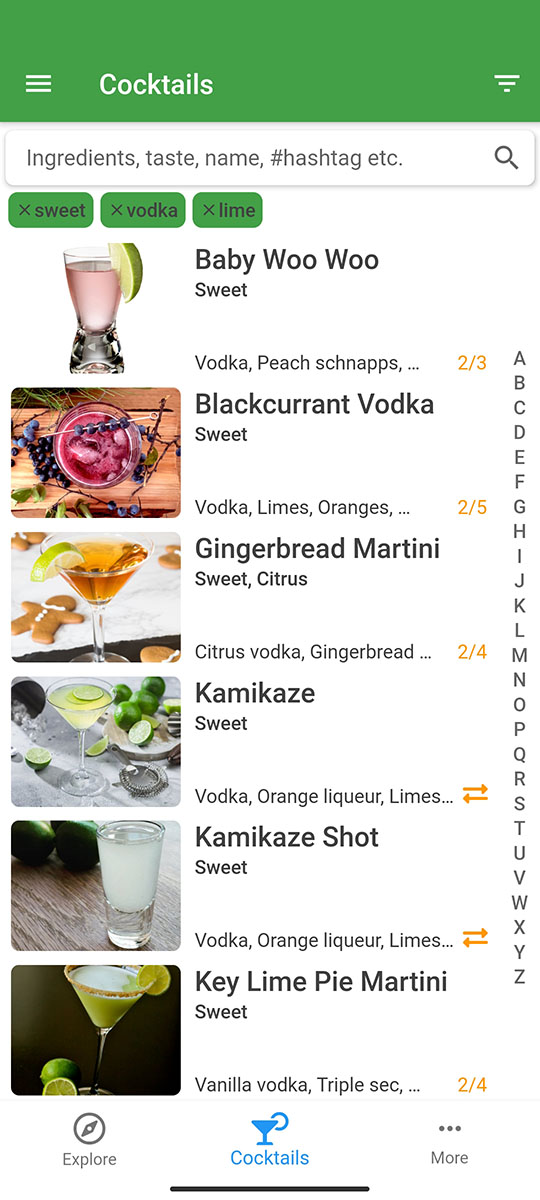 Cocktails
Ingredients, taste, name, #hashtag etc.
×sweet ×vodka ×lime
Baby Woo Woo
Sweet
Vodka, Peach schnapps, ... 2/3
Blackcurrant Vodka
Sweet
Vodka, Limes, Oranges, ... 2/5
Gingerbread Martini
Sweet, Citrus
Citrus vodka, Gingerbread ... 2/4
Kamikaze
Sweet
Vodka, Orange liqueur, Limes...
Kamikaze Shot
Sweet
Vodka, Orange liqueur, Limes...
Key Lime Pie Martini
Sweet
Vanilla vodka, Triple sec, ... 2/4
A
B
C
D
E
F
G
H
I
J
K
L
M
N
O
P
Q
R
S
T
U
V
W
X
Y
Z
Explore Cocktails More